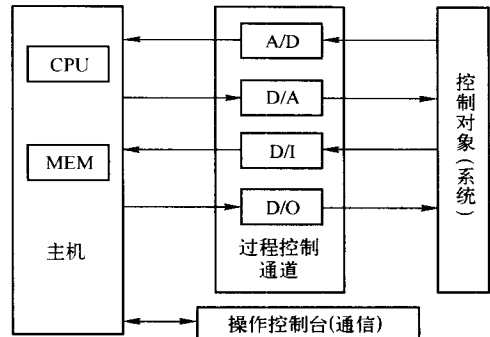 CPU
MEM
主机
A/D
D/A
D/I
D/O
过程控制
通道
控制对象(系统)
操作控制台(通信)